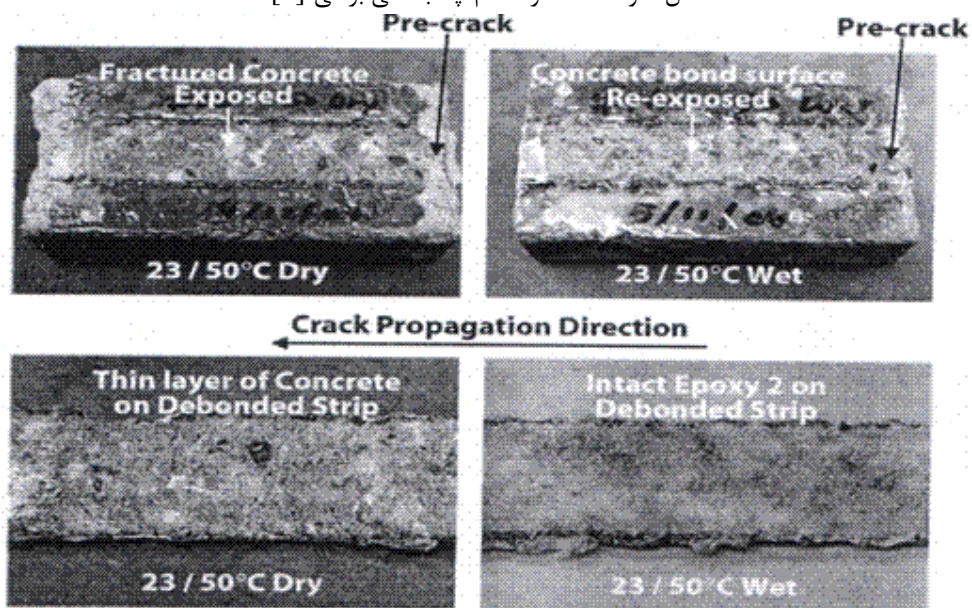 Pre-crack
Pre-crack
Fractured Concrete
Exposed
Concrete bond surface
Re-exposed
23 / 50°C Dry
23 / 50°C Wet
Crack Propagation Direction
Thin layer of Concrete
on Debonded Strip
Intact Epoxy 2 on
Debonded Strip
23 / 50°C Dry
23 / 50°C Wet